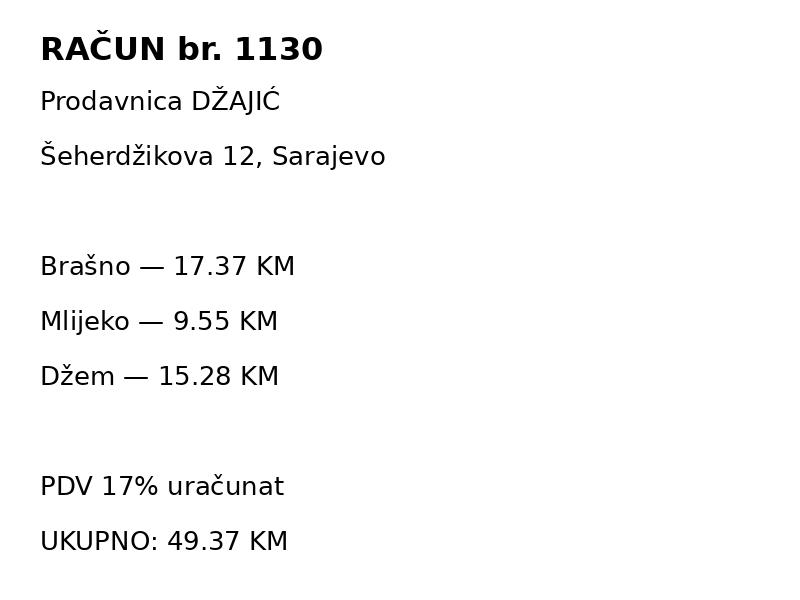 RAČUN br. 1130
Prodavnica DŽAJIĆ
Šeherdžikova 12, Sarajevo
Brašno — 17.37 KM
Mlijeko — 9.55 KM
Džem — 15.28 KM
PDV 17% uračunat
UKUPNO: 49.37 KM